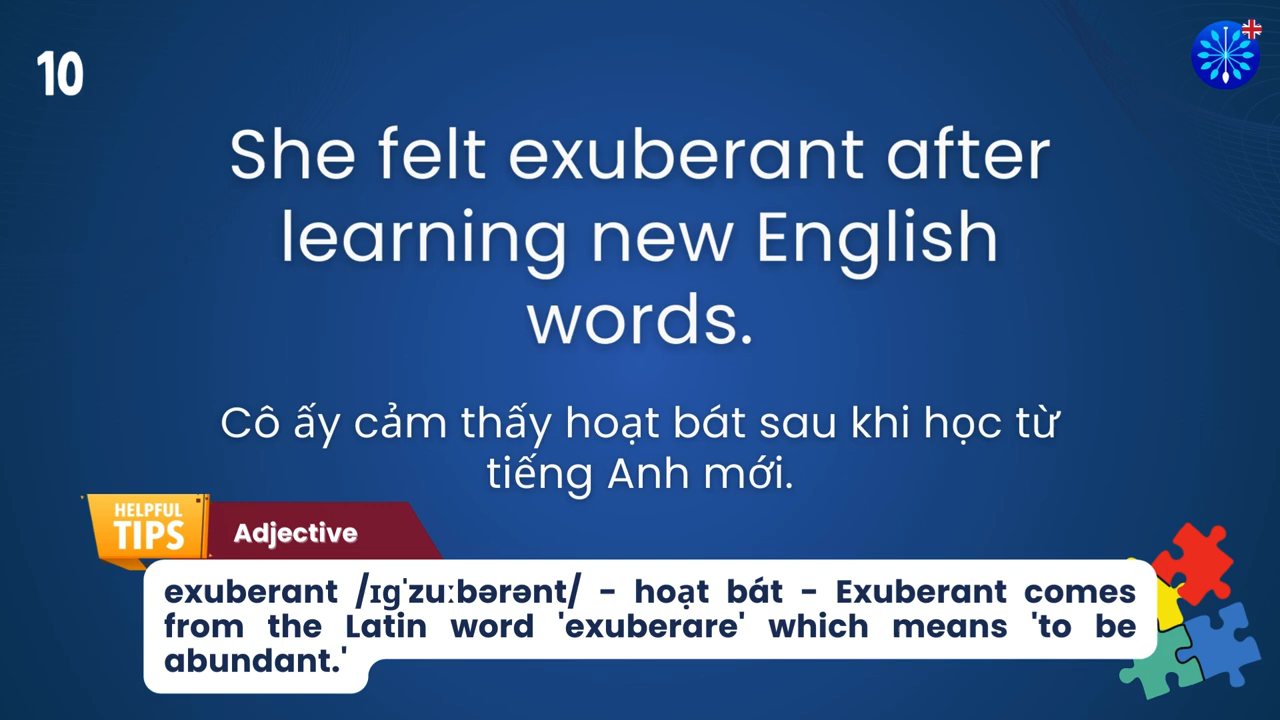 10
She felt exuberant after
learning new English
words.
Cô ấy cảm thấy hoạt bát sau khi học từ
tiếng Anh mới.
HELPFUL
TIPS
Adjective
exuberant /ɪɡˈzuːbərənt/ - hoạt bát - Exuberant comes
from the Latin word 'exuberare' which means 'to be
abundant.'